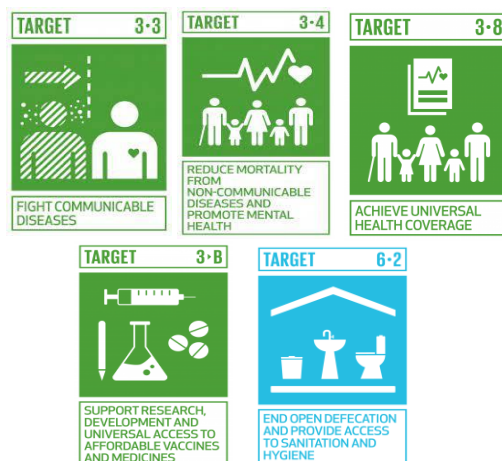 TARGET 3·3
FIGHT COMMUNICABLE
DISEASES
TARGET 3·4
REDUCE MORTALITY
FROM
NON-COMMUNICABLE
DISEASES AND
PROMOTE MENTAL
HEALTH
TARGET 3·8
ACHIEVE UNIVERSAL
HEALTH COVERAGE
TARGET 3·B
SUPPORT RESEARCH,
DEVELOPMENT AND
UNIVERSAL ACCESS TO
AFFORDABLE VACCINES
AND MEDICINES
TARGET 6·2
END OPEN DEFECATION
AND PROVIDE ACCESS
TO SANITATION AND
HYGIENE